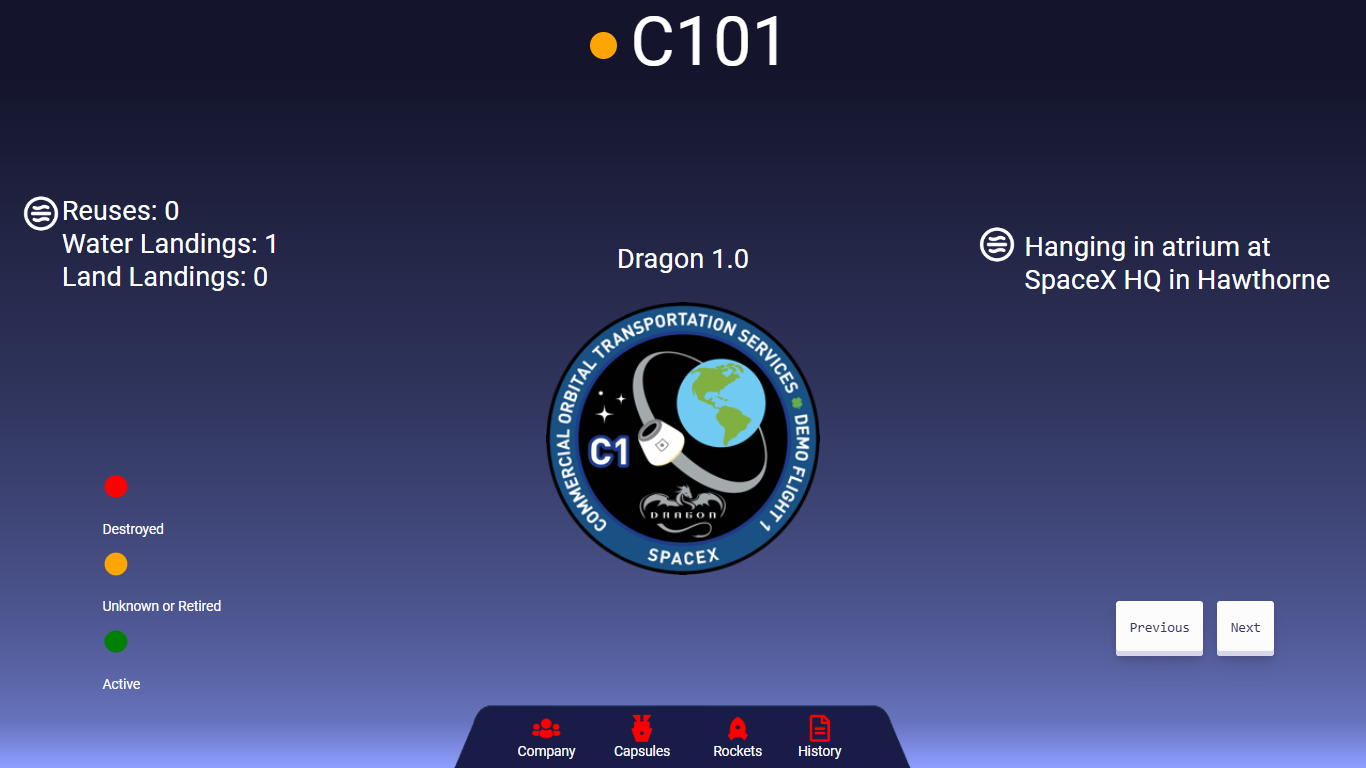 C101
Reuses: 0
Water Landings: 1
Land Landings: 0
Dragon 1.0
Hanging in atrium at
SpaceX HQ in Hawthorne
COMMERCIAL ORBITAL TRANSPORTATION SERVICES
DEMO FLIGHT 1
C1
DRAGON
SPACEX
Destroyed
Unknown or Retired
Active
Previous
Next
Company
Capsules
Rockets
History